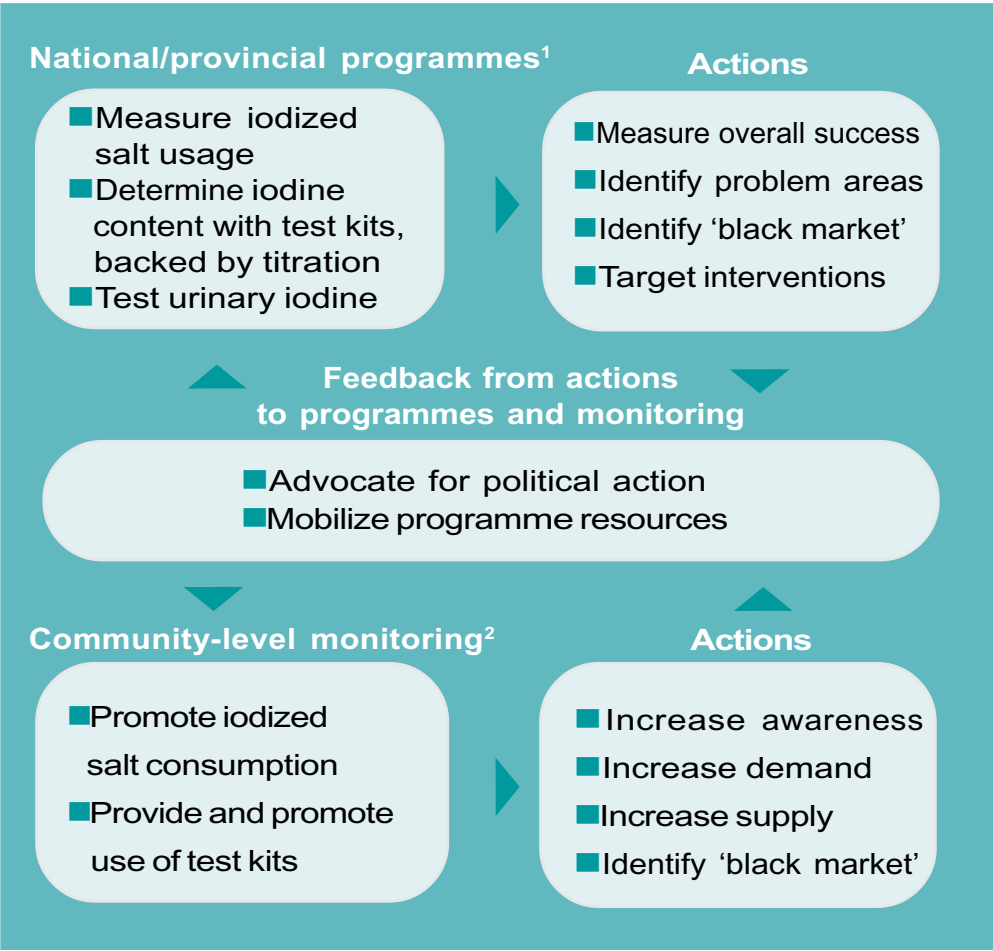 National/provincial programmes¹
■Measure iodized
salt usage
■Determine iodine
content with test kits,
backed by titration
■Test urinary iodine
Actions
■Measure overall success
■Identify problem areas
■Identify ‘black market’
■Target interventions
Feedback from actions
to programmes and monitoring
■Advocate for political action
■Mobilize programme resources
Community-level monitoring²
■Promote iodized
salt consumption
■Provide and promote
use of test kits
Actions
■Increase awareness
■Increase demand
■Increase supply
■Identify ‘black market’